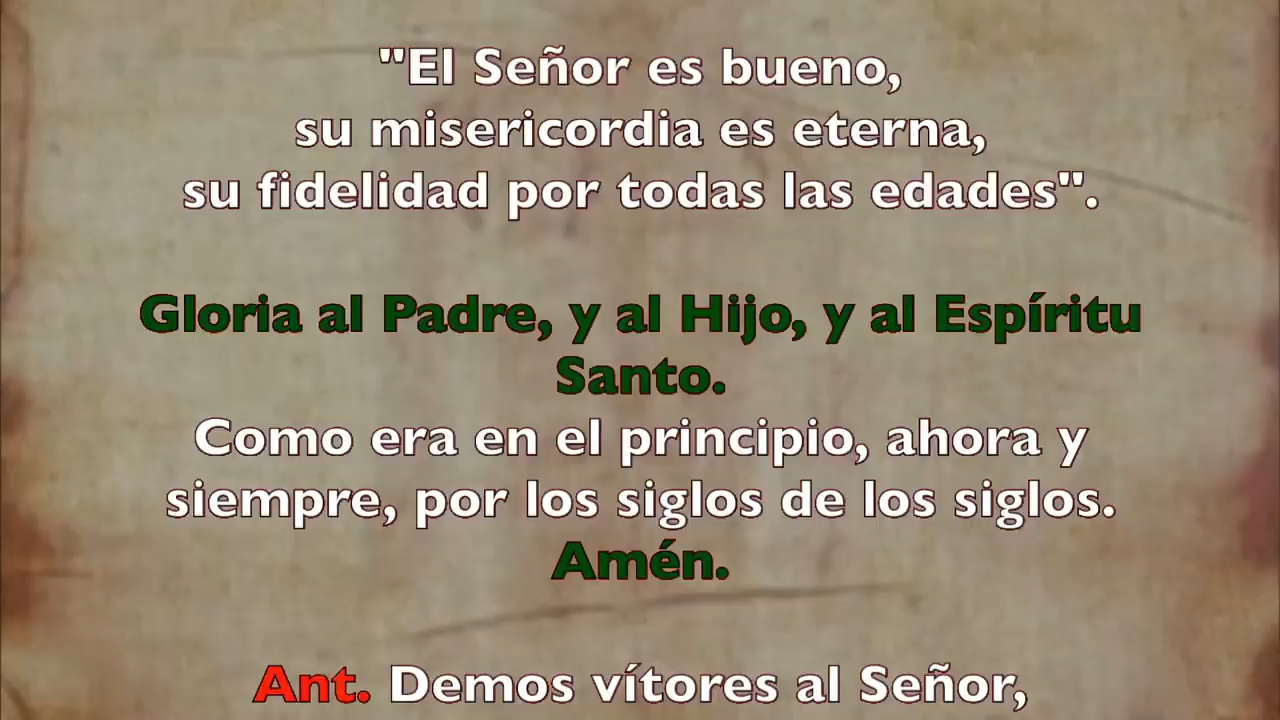 "El Señor es bueno,
su misericordia es eterna,
su fidelidad por todas las edades".
Gloria al Padre, y al Hijo, y al Espíritu
Santo.
Como era en el principio, ahora y
siempre, por los siglos de los siglos.
Amén.
Ant. Demos vítores al Señor,